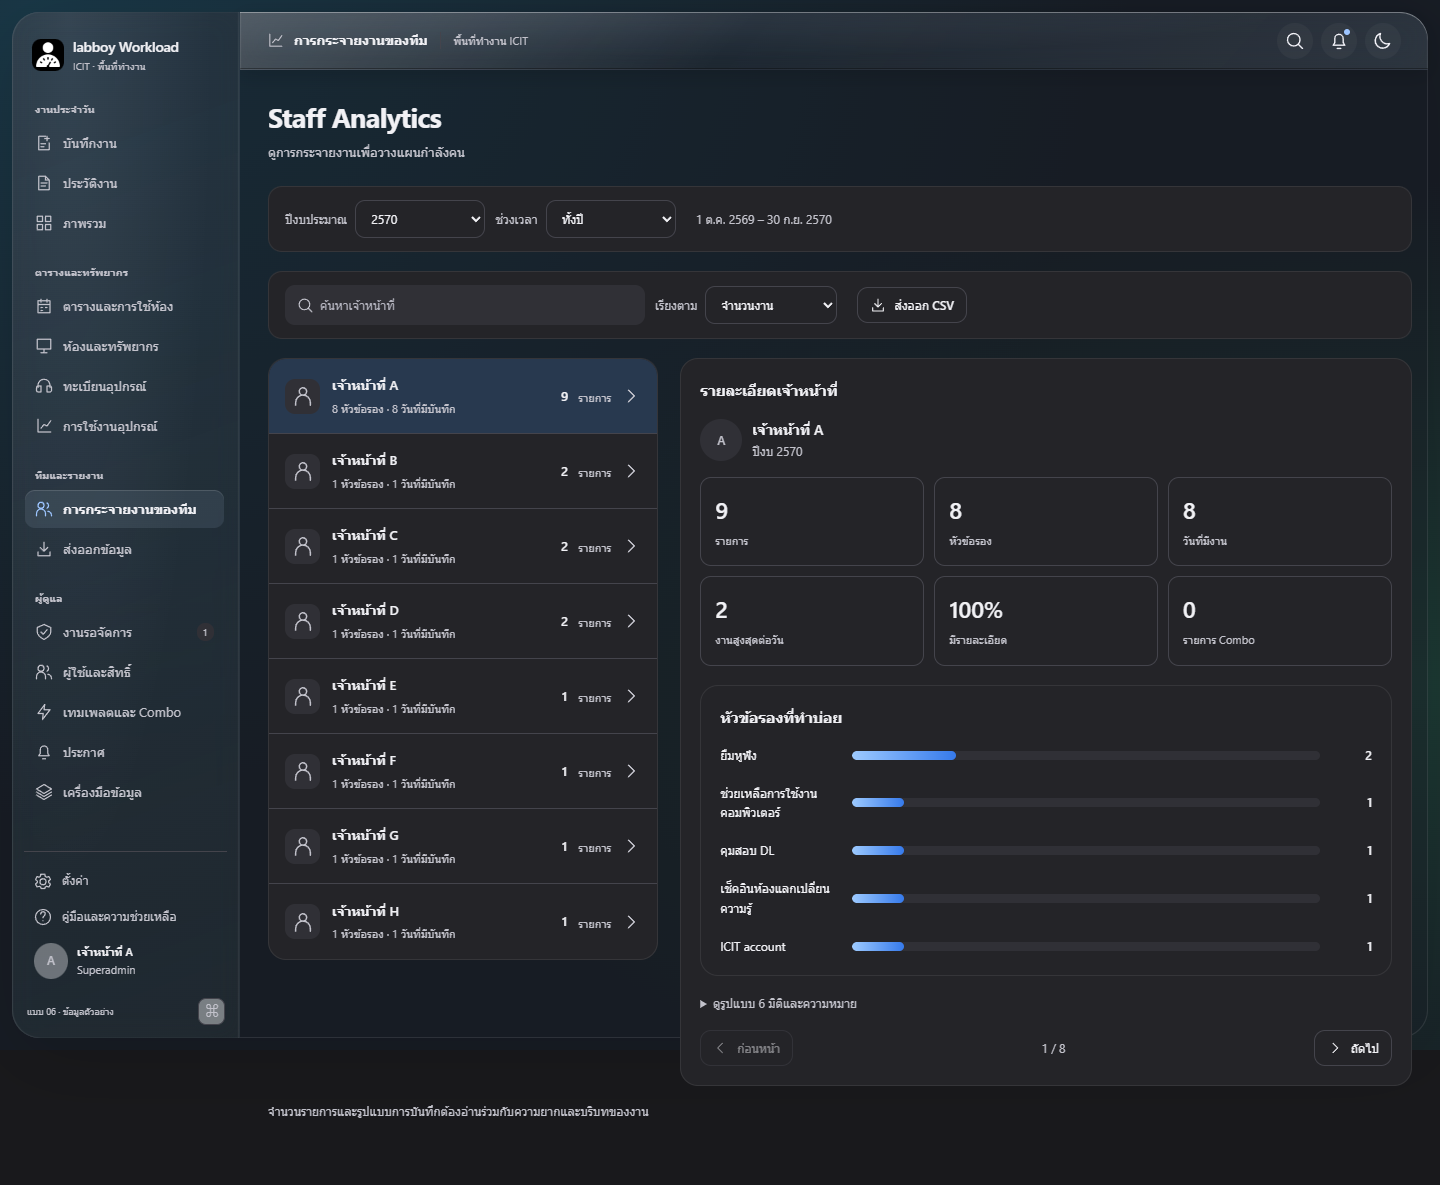 labboy Workload
ICIT · พื้นที่ทำงาน
งานประจำวัน
บันทึกงาน
ประวัติงาน
ภาพรวม
ตารางและทรัพยากร
ตารางและการใช้ห้อง
ห้องและทรัพยากร
ทะเบียนอุปกรณ์
การใช้งานอุปกรณ์
ทีมและรายงาน
การกระจายงานของทีม
ส่งออกข้อมูล
ผู้ดูแล
งานรอจัดการ 1
ผู้ใช้และสิทธิ์
เทมเพลตและ Combo
ประกาศ
เครื่องมือข้อมูล
ตั้งค่า
คู่มือและความช่วยเหลือ
A เจ้าหน้าที่ A
Superadmin
แบบ 06 · ข้อมูลตัวอย่าง ⌘
การกระจายงานของทีม พื้นที่ทำงาน ICIT
Staff Analytics
ดูการกระจายงานเพื่อวางแผนกำลังคน
ปีงบประมาณ 2570 ช่วงเวลา ทั้งปี 1 ต.ค. 2569 – 30 ก.ย. 2570
ค้นหาเจ้าหน้าที่ เรียงตาม จำนวนงาน ส่งออก CSV
เจ้าหน้าที่ A
8 หัวข้อรอง · 8 วันที่มีบันทึก
9 รายการ
เจ้าหน้าที่ B
1 หัวข้อรอง · 1 วันที่มีบันทึก
2 รายการ
เจ้าหน้าที่ C
1 หัวข้อรอง · 1 วันที่มีบันทึก
2 รายการ
เจ้าหน้าที่ D
1 หัวข้อรอง · 1 วันที่มีบันทึก
2 รายการ
เจ้าหน้าที่ E
1 หัวข้อรอง · 1 วันที่มีบันทึก
1 รายการ
เจ้าหน้าที่ F
1 หัวข้อรอง · 1 วันที่มีบันทึก
1 รายการ
เจ้าหน้าที่ G
1 หัวข้อรอง · 1 วันที่มีบันทึก
1 รายการ
เจ้าหน้าที่ H
1 หัวข้อรอง · 1 วันที่มีบันทึก
1 รายการ
รายละเอียดเจ้าหน้าที่
A เจ้าหน้าที่ A
ปีงบ 2570
9
รายการ
8
หัวข้อรอง
8
วันที่มีงาน
2
งานสูงสุดต่อวัน
100%
มีรายละเอียด
0
รายการ Combo
หัวข้อรองที่ทำบ่อย
ยืมหูฟัง 2
ช่วยเหลือการใช้งาน
คอมพิวเตอร์ 1
คุมสอบ DL 1
เช็คอินห้องแลกเปลี่ยน
ความรู้ 1
ICIT account 1
ดูรูปแบบ 6 มิติและความหมาย
ก่อนหน้า 1 / 8 ถัดไป
จำนวนรายการและรูปแบบการบันทึกต้องอ่านร่วมกับความยากและบริบทของงาน